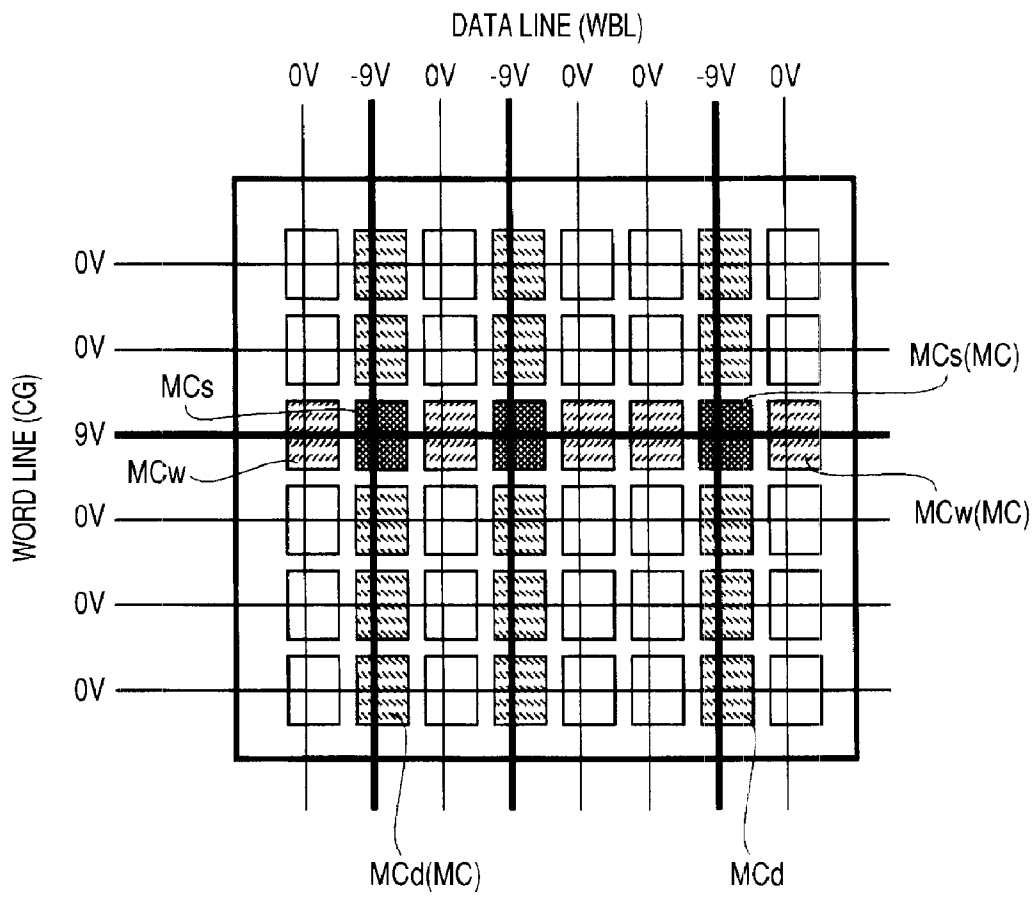 DATA LINE (WBL)
0V -9V 0V -9V 0V 0V -9V 0V
WORD LINE (CG)
0V
0V
MCs(MC)
MCs
9V
MCw
MCw(MC)
0V
0V
0V
MCd(MC)
MCd